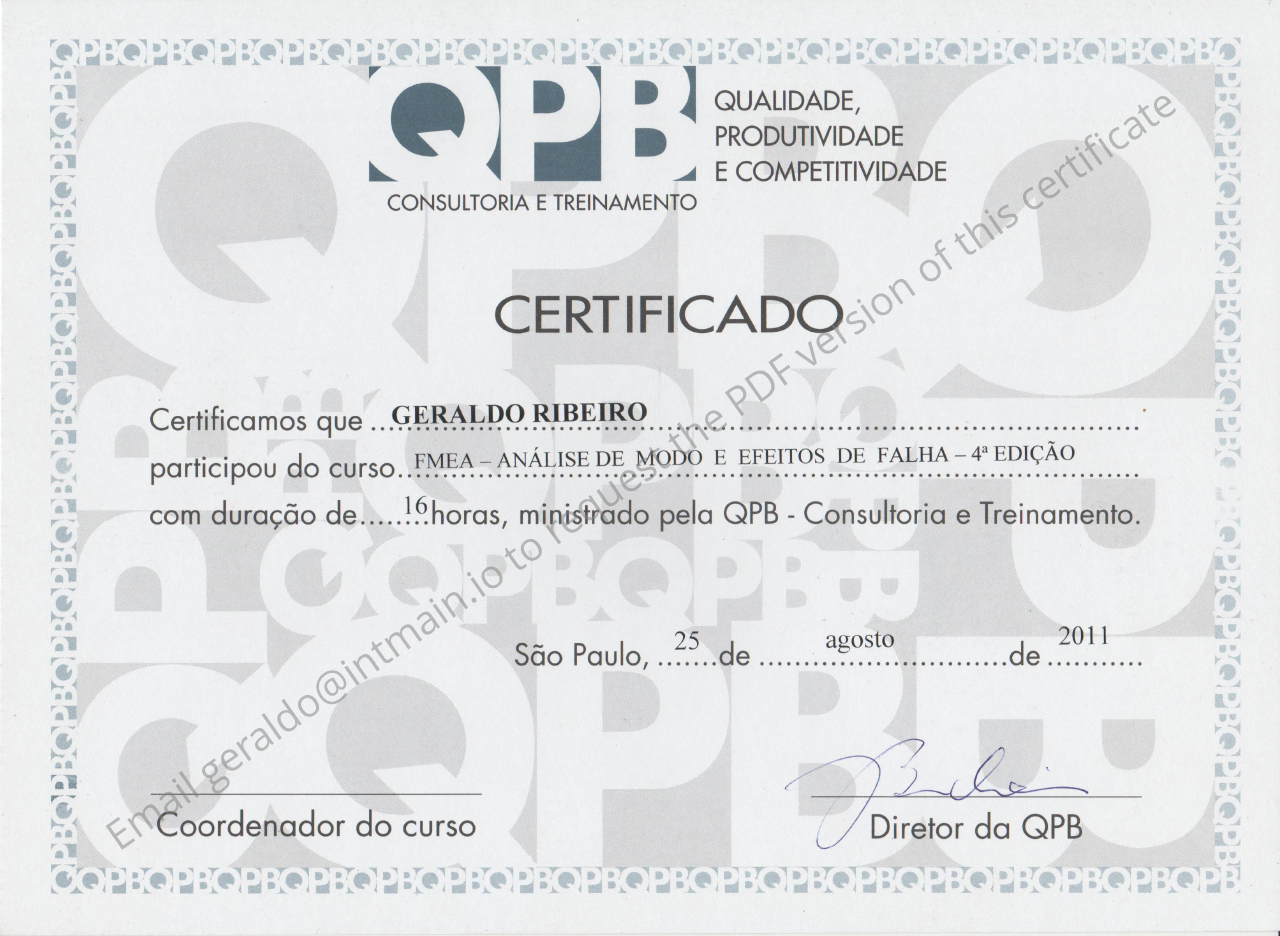 QPB
QUALIDADE,
PRODUTIVIDADE
E COMPETITIVIDADE
CONSULTORIA E TREINAMENTO
CERTIFICADO
Certificamos que ... GERALDO RIBEIRO
participou do curso.. FMEA – ANÁLISE DE MODO E EFEITOS DE FALHA – 4ª EDIÇÃO
com duração de.....16..horas, ministrado pela QPB - Consultoria e Treinamento.
São Paulo, 25 de agosto de 2011
Coordenador do curso
Diretor da QPB
Email geraldo@intmain.io to request the PDF version of this certificate